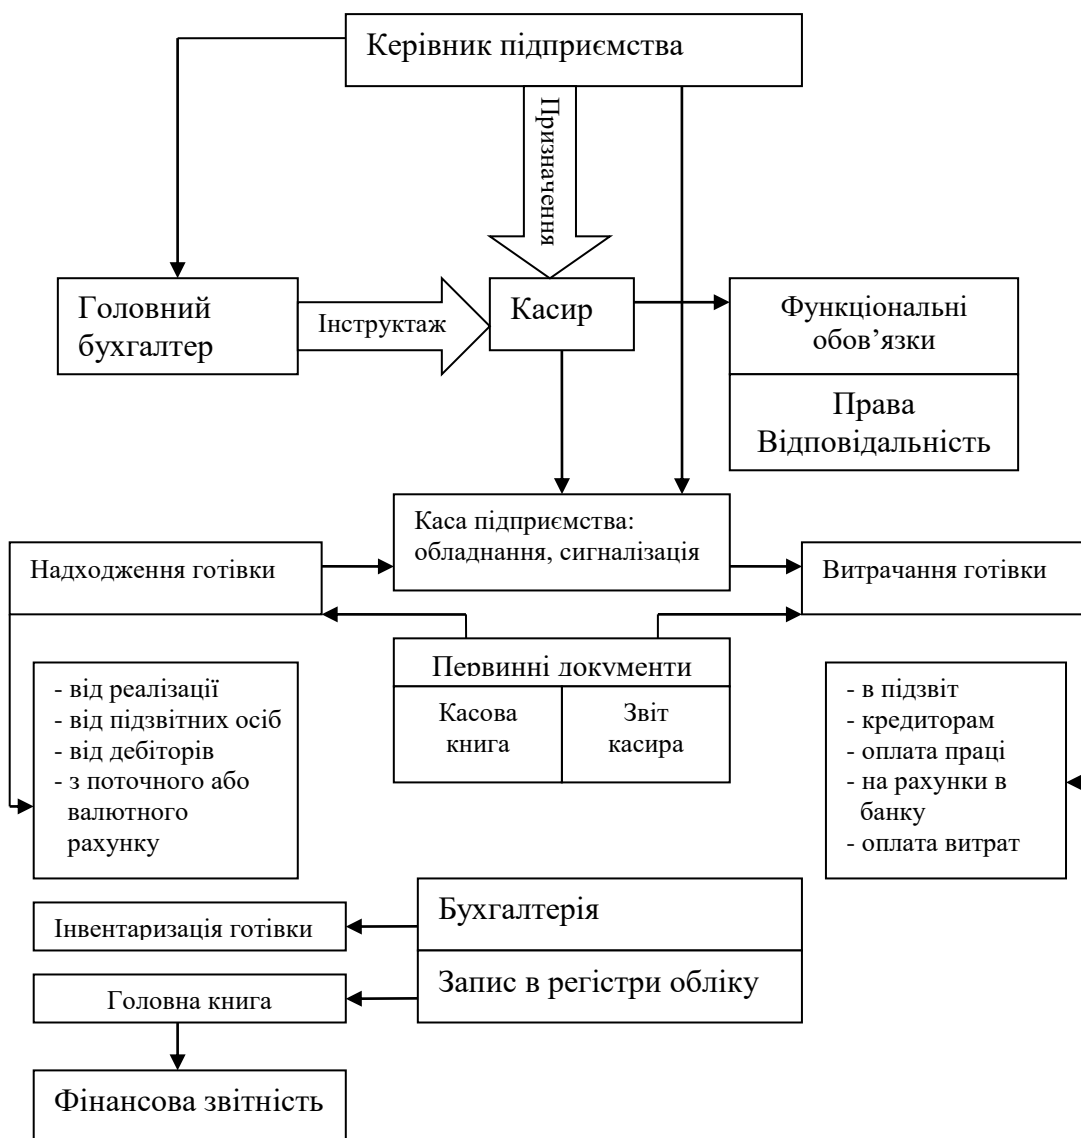 Керівник підприємства
Призначення
Головний
бухгалтер
Інструктаж
Касир
Функціональні
обов’язки
Права
Відповідальність
Каса підприємства:
обладнання, сигналізація
Надходження готівки
Витрачання готівки
Первинні документи
Касова
книга
Звіт
касира
- від реалізації
- від підзвітних осіб
- від дебіторів
- з поточного або
валютного
рахунку
- в підзвіт
- кредиторам
- оплата праці
- на рахунки в
банку
- оплата витрат
Бухгалтерія
Інвентаризація готівки
Запис в регістри обліку
Головна книга
Фінансова звітність